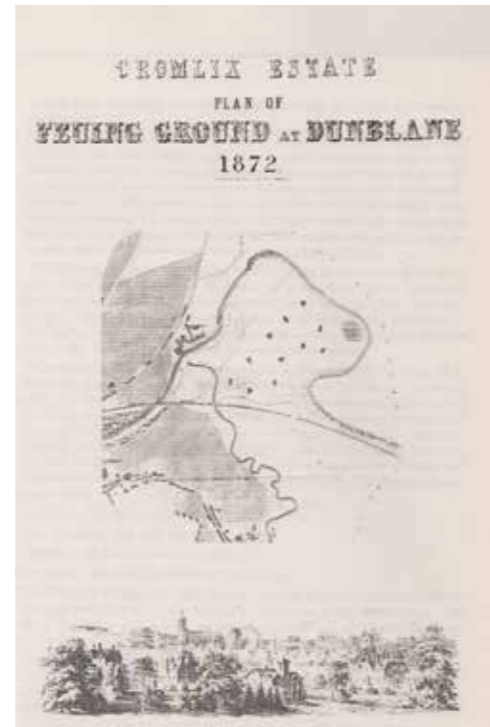 CROMLIX ESTATE
PLAN OF
FEUING GROUND AT DUNBLANE
1872